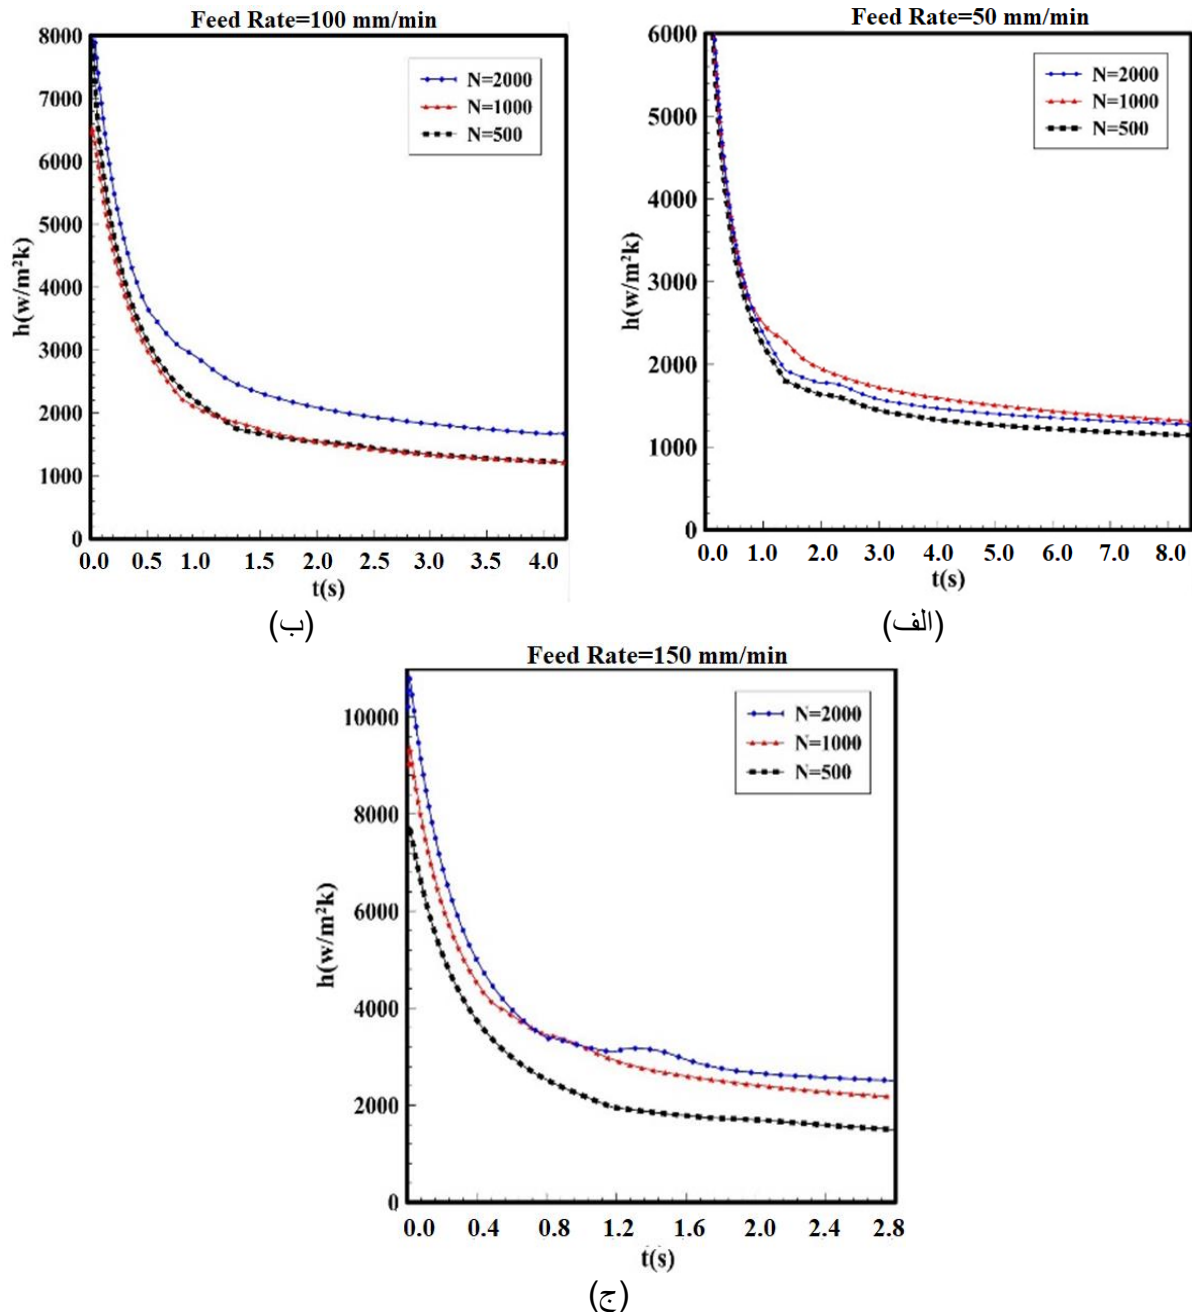 Feed Rate=100 mm/min
8000
7000
6000
5000
4000
3000
2000
1000
0
h(w/m²k)
N=2000
N=1000
N=500
0.0 0.5 1.0 1.5 2.0 2.5 3.0 3.5 4.0
t(s)
(ب)
Feed Rate=50 mm/min
6000
5000
4000
3000
2000
1000
0
h(w/m²k)
N=2000
N=1000
N=500
0.0 1.0 2.0 3.0 4.0 5.0 6.0 7.0 8.0
t(s)
(الف)
Feed Rate=150 mm/min
10000
8000
6000
4000
2000
0
h(w/m²k)
N=2000
N=1000
N=500
0.0 0.4 0.8 1.2 1.6 2.0 2.4 2.8
t(s)
(ج)